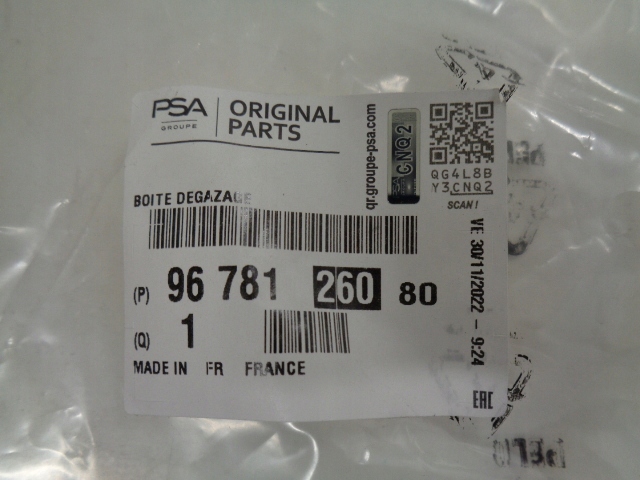 PSA
GROUPE
ORIGINAL
PARTS
qr.groupe-psa.com
CNQ2
QG4L8B
Y3CNQ2
SCAN!
BOITE DEGAZAGE
(P) 96 781 260 80
(Q) 1
MADE IN FR FRANCE
VE 30/11/2022 - 9:24
EAC